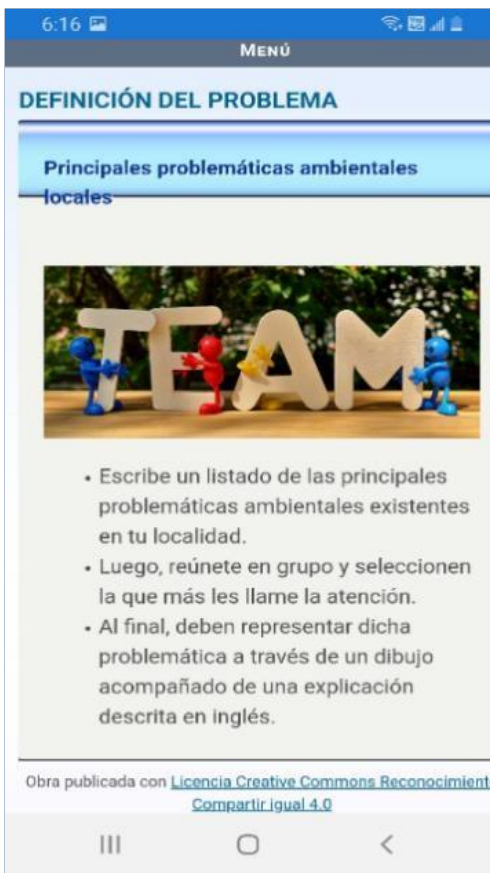 6:16
MENÚ
DEFINICIÓN DEL PROBLEMA
Principales problemáticas ambientales
locales
TEAM
• Escribe un listado de las principales
problemáticas ambientales existentes
en tu localidad.
• Luego, reúnete en grupo y seleccionen
la que más les llame la atención.
• Al final, deben representar dicha
problemática a través de un dibujo
acompañado de una explicación
descrita en inglés.
Obra publicada con Licencia Creative Commons Reconocimient
Compartir igual 4.0